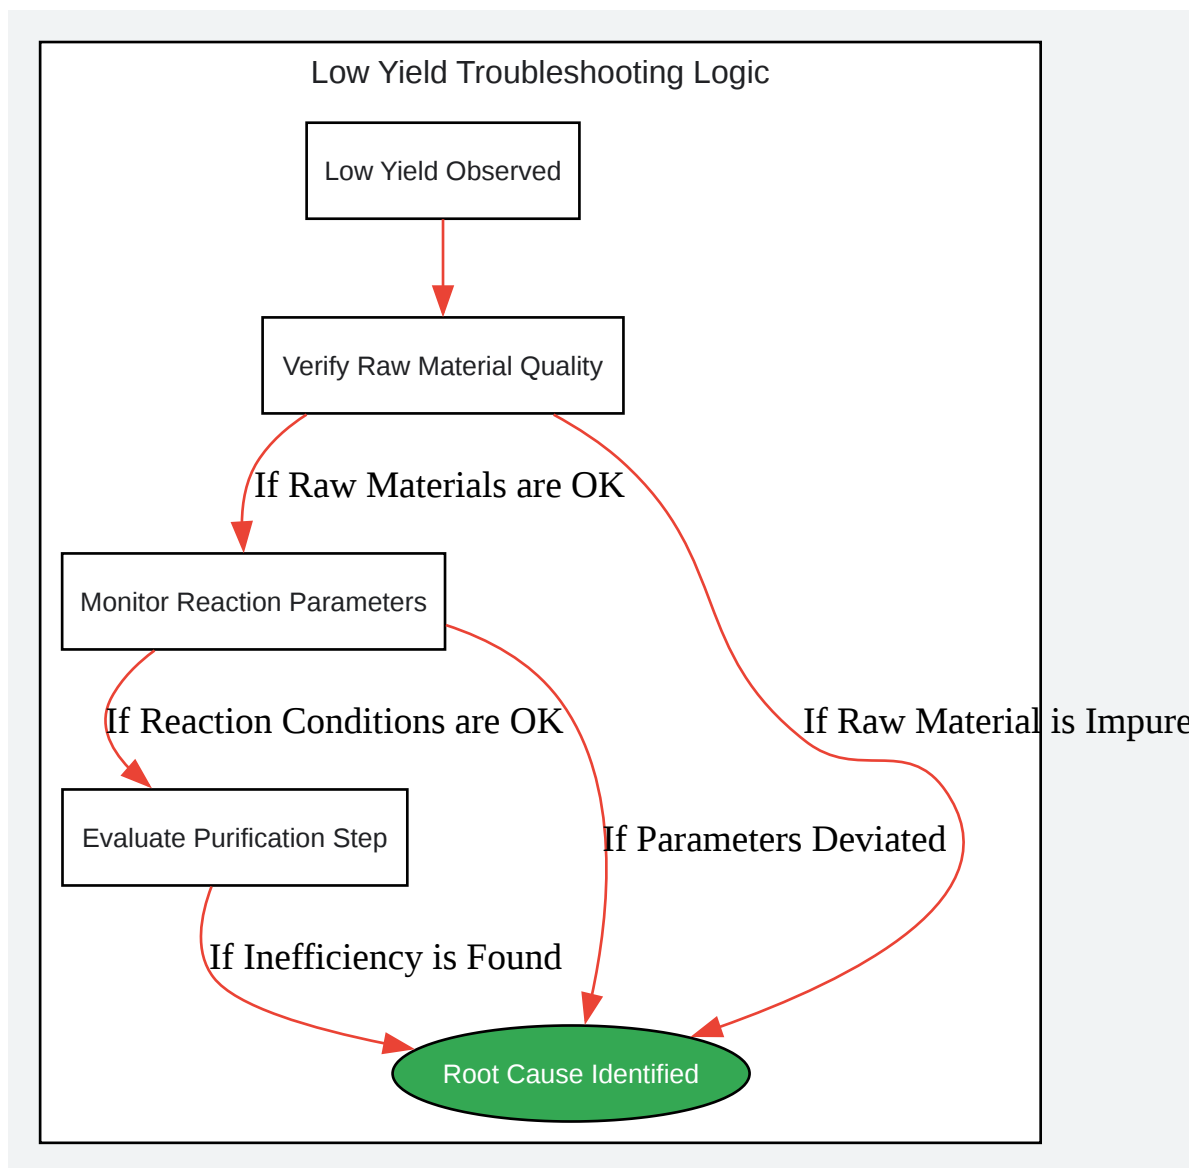 Low Yield Troubleshooting Logic
Low Yield Observed
Verify Raw Material Quality
If Raw Materials are OK
Monitor Reaction Parameters
If Reaction Conditions are OK
If Raw Material is Impure
Evaluate Purification Step
If Parameters Deviated
If Inefficiency is Found
Root Cause Identified